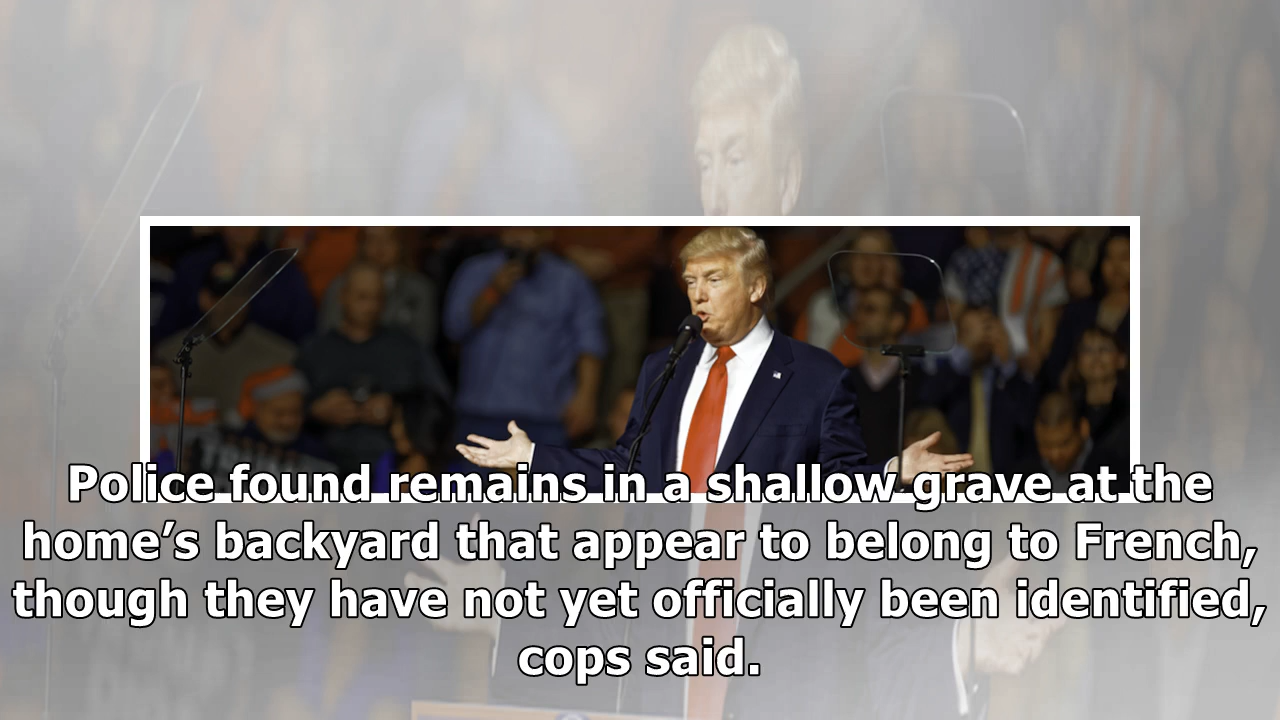 Police found remains in a shallow grave at the
home’s backyard that appear to belong to French,
though they have not yet officially been identified,
cops said.